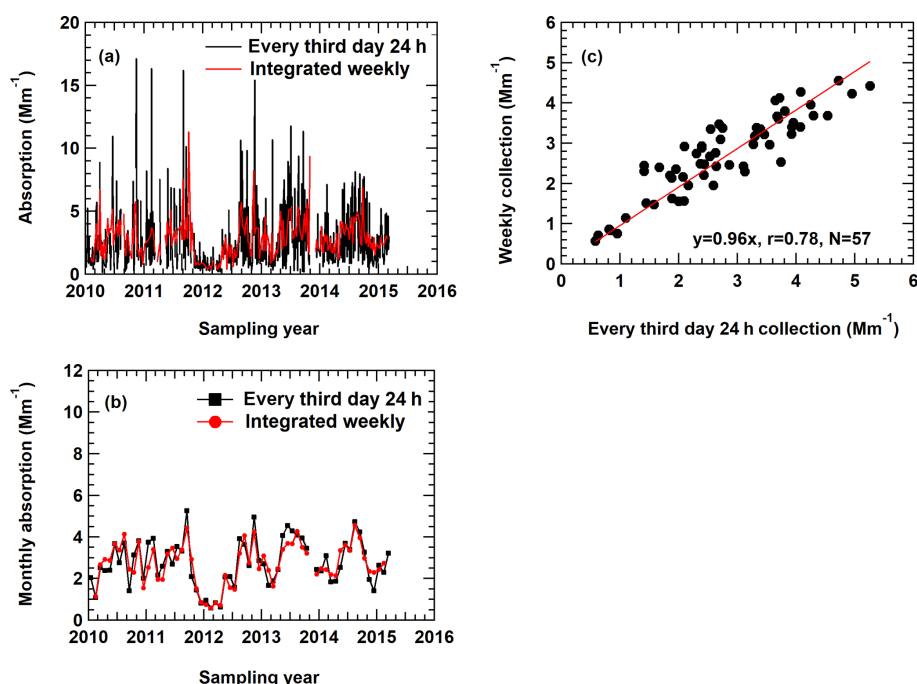 20
15
10
5
0
Absorption (Mm⁻¹)
(a)
Every third day 24 h
Integrated weekly
2010 2011 2012 2013 2014 2015 2016
Sampling year
6
5
4
3
2
1
0
Weekly collection (Mm⁻¹)
(c)
y=0.96x, r=0.78, N=57
0 1 2 3 4 5 6
Every third day 24 h collection (Mm⁻¹)
12
10
8
6
4
2
0
Monthly absorption (Mm⁻¹)
(b)
Every third day 24 h
Integrated weekly
2010 2011 2012 2013 2014 2015 2016
Sampling year